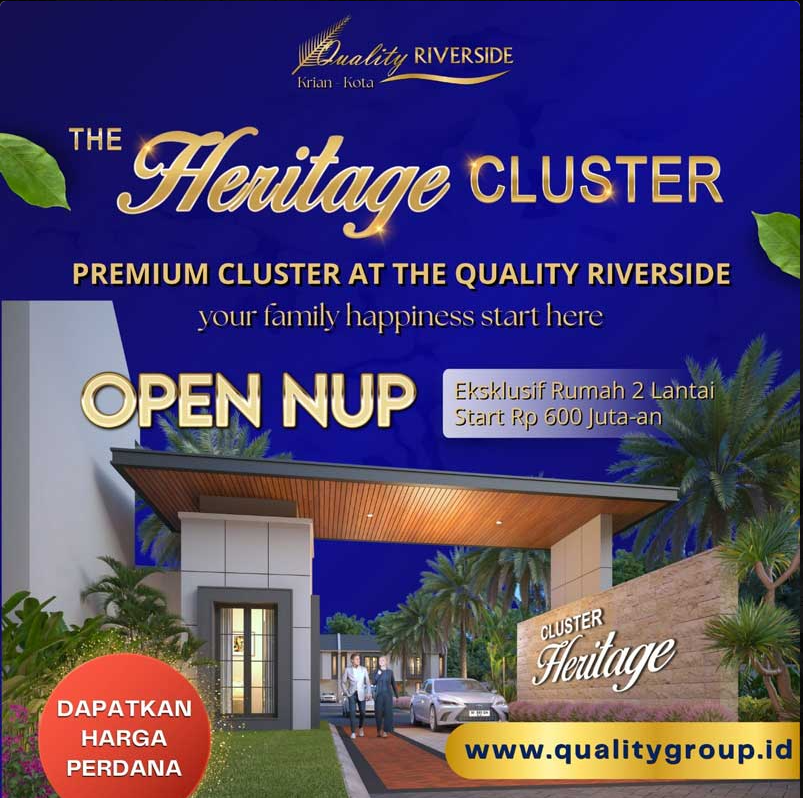 Quality RIVERSIDE
Krian - Kota
THE Heritage CLUSTER
PREMIUM CLUSTER AT THE QUALITY RIVERSIDE
your family happiness start here
OPEN NUP
Eksklusif Rumah 2 Lantai
Start Rp 600 Juta-an
CLUSTER
Heritage
DAPATKAN
HARGA
PERDANA
www.qualitygroup.id